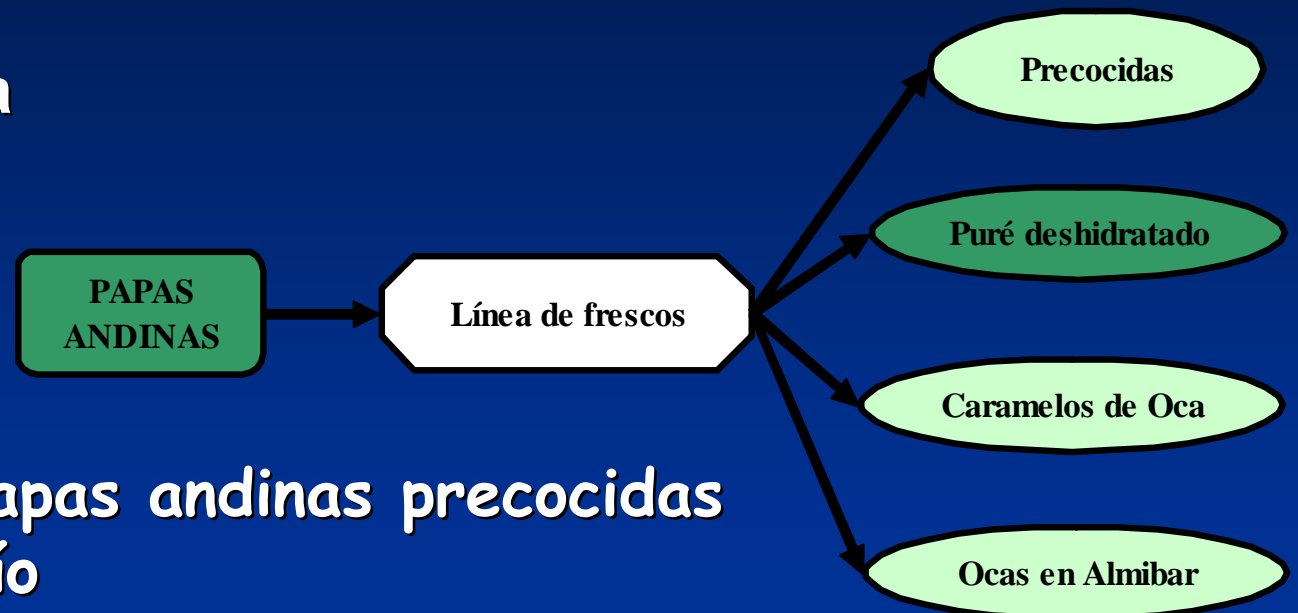 Precocidas
Puré deshidratado
PAPAS
ANDINAS
Línea de frescos
Caramelos de Oca
andinas precocidas
Ocas en Almibar